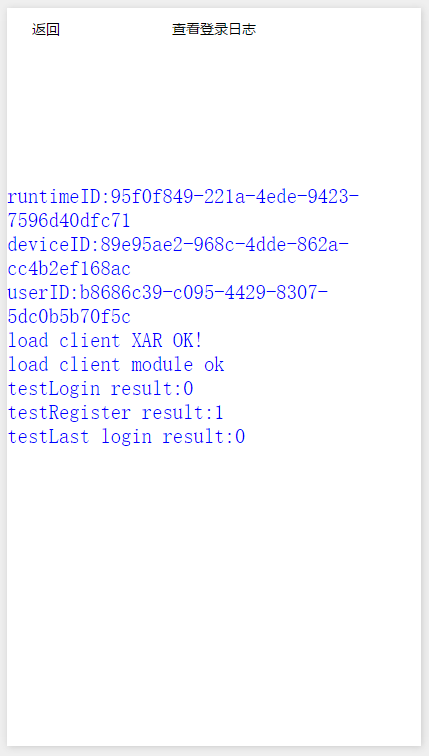 返回 查看登录日志
runtimeID:95f0f849-221a-4ede-9423-
7596d40dfc71
deviceID:89e95ae2-968c-4dde-862a-
cc4b2ef168ac
userID:b8686c39-c095-4429-8307-
5dc0b5b70f5c
load client XAR OK!
load client module ok
testLogin result:0
testRegister result:1
testLast login result:0